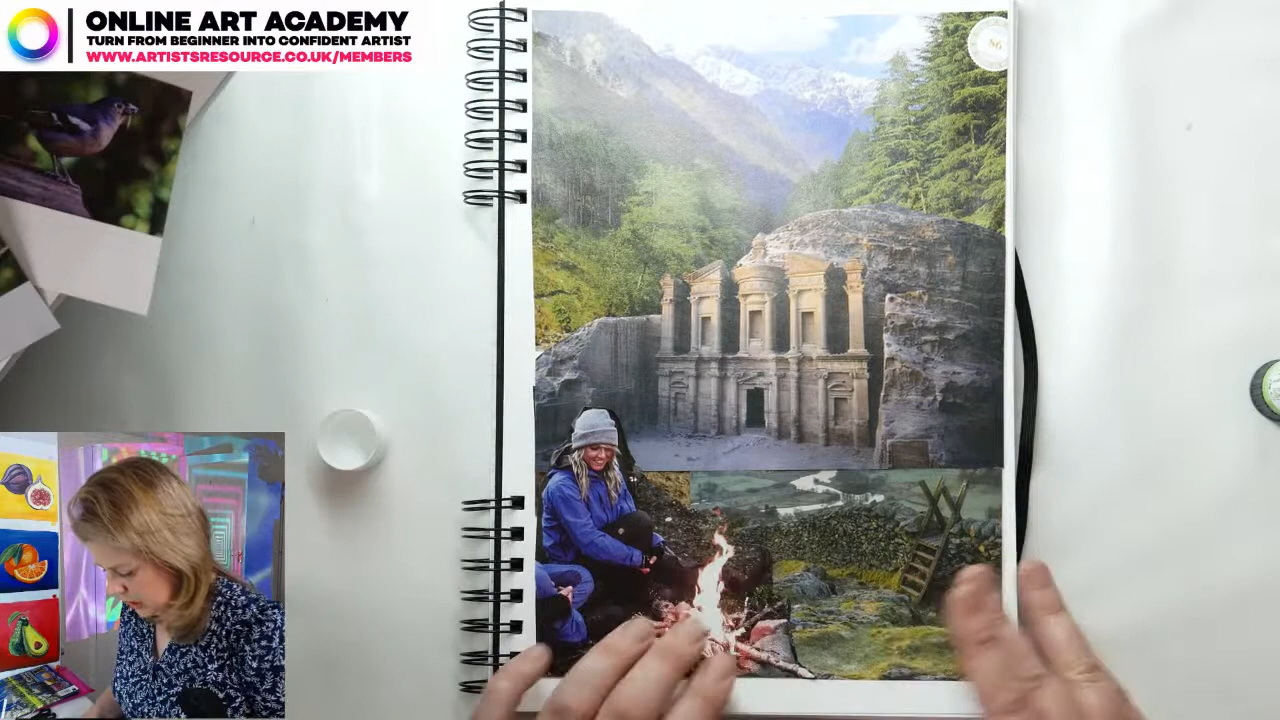 ONLINE ART ACADEMY
TURN FROM BEGINNER INTO CONFIDENT ARTIST
WWW.ARTISTSRESOURCE.CO.UK/MEMBERS